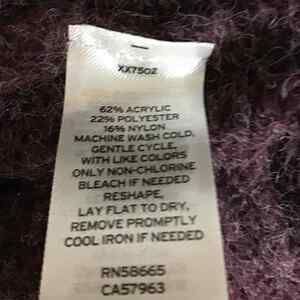 XX75OZ
62% ACRYLIC
22% POLYESTER
16% NYLON
MACHINE WASH COLD,
GENTLE CYCLE,
WITH LIKE COLORS
ONLY NON-CHLORINE
BLEACH IF NEEDED
RESHAPE,
LAY FLAT TO DRY,
REMOVE PROMPTLY
COOL IRON IF NEEDED
RN58665
CA57963